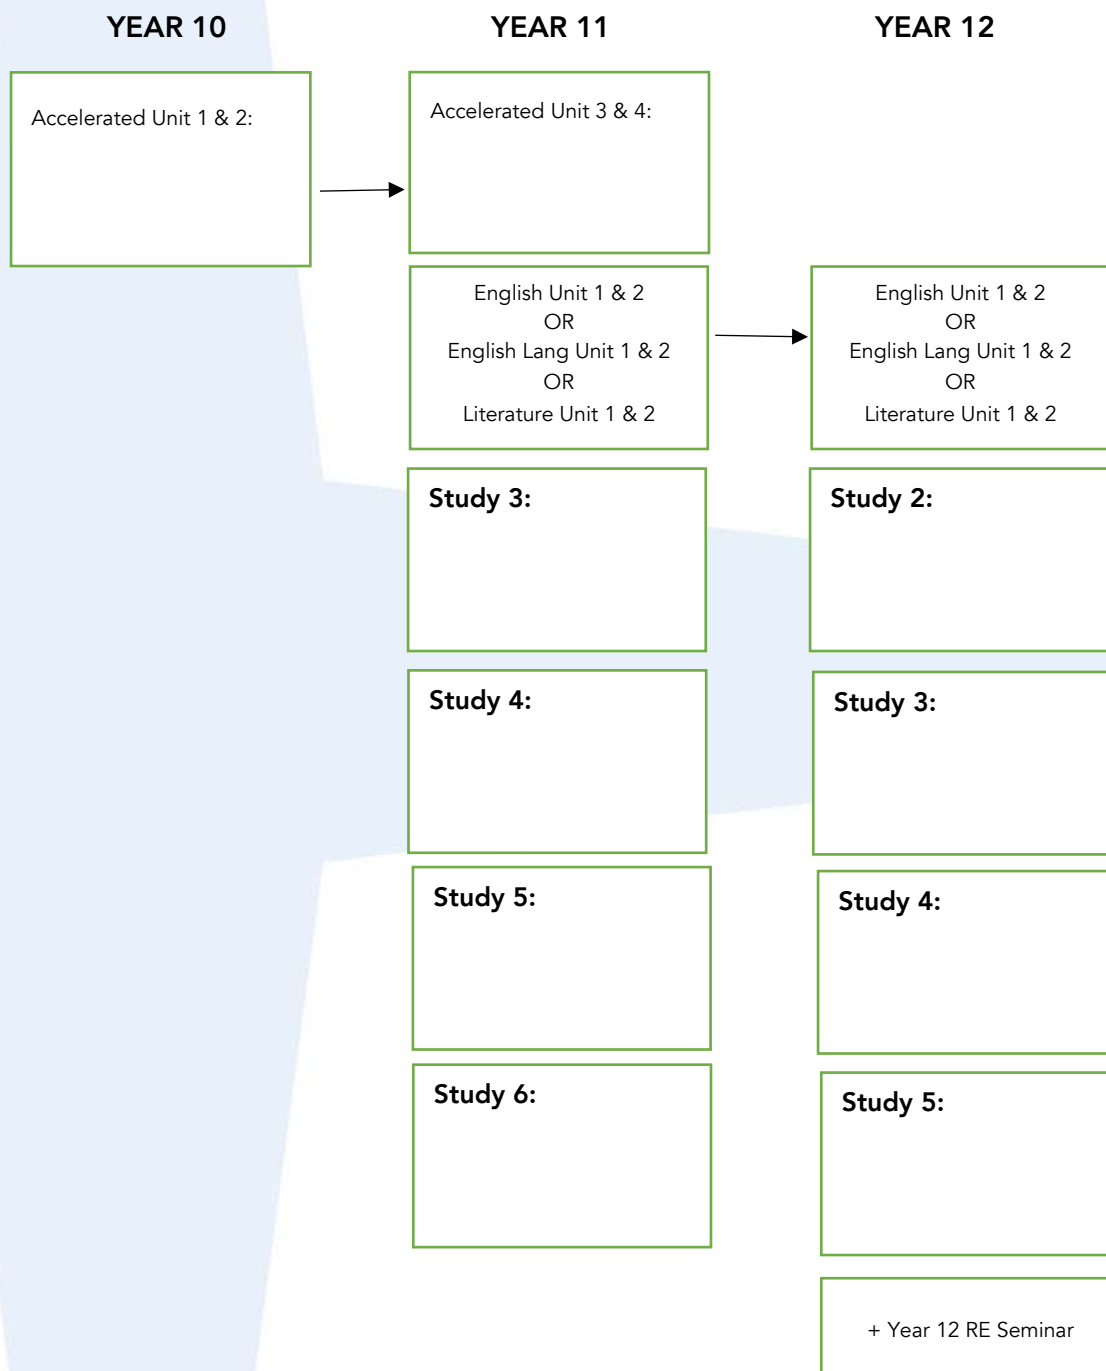 YEAR 10
YEAR 11
YEAR 12
Accelerated Unit 1 & 2:
Accelerated Unit 3 & 4:
English Unit 1 & 2
OR
English Lang Unit 1 & 2
OR
Literature Unit 1 & 2
English Unit 1 & 2
OR
English Lang Unit 1 & 2
OR
Literature Unit 1 & 2
Study 3:
Study 2:
Study 4:
Study 3:
Study 5:
Study 4:
Study 6:
Study 5:
+ Year 12 RE Seminar